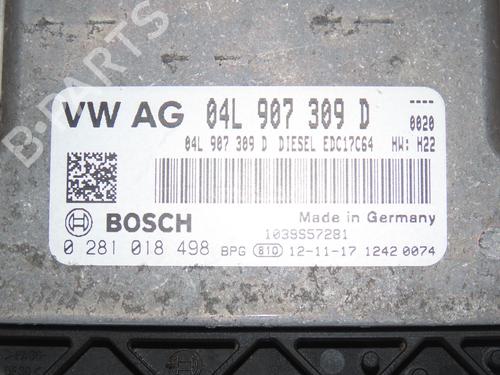 B-PARTS
VW AG 04L 907 309 D
----
0020
04L 907 309 D DIESEL EDC17C64 HW: H22
BOSCH
Made in Germany
1039S57281
0 281 018 498 BPG 810 12-11-17 1242 0074
BOSCH